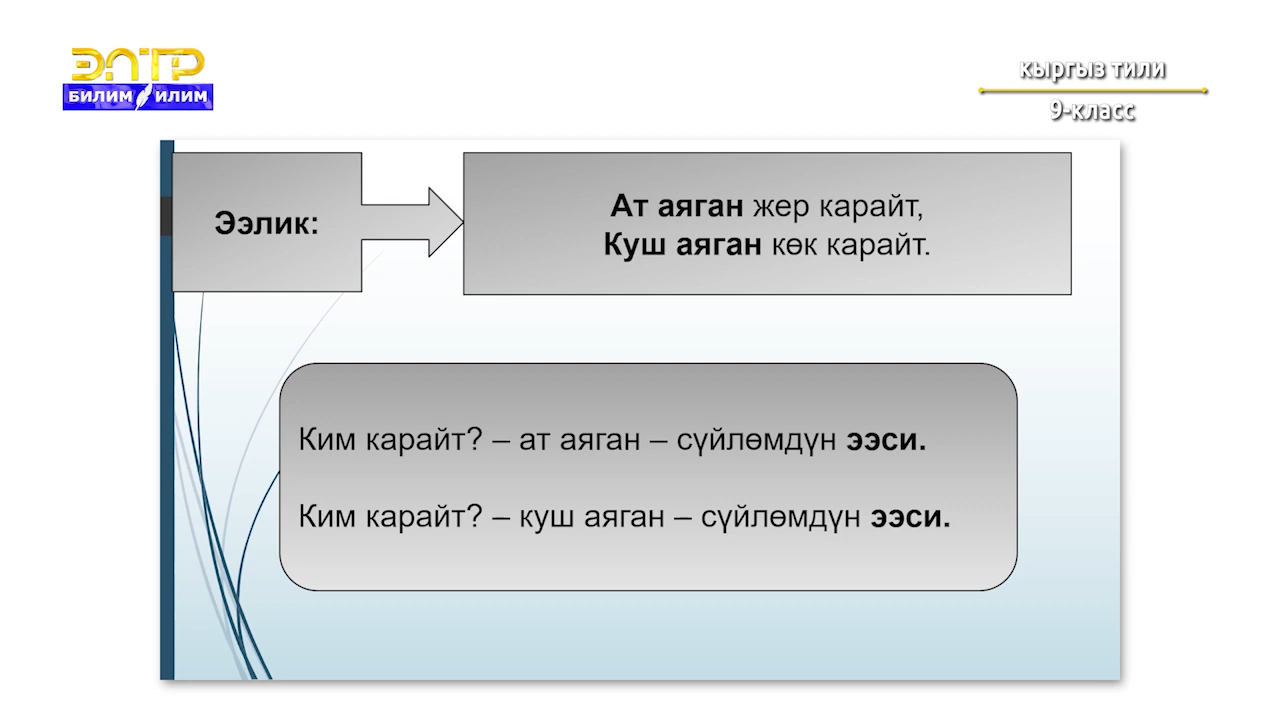 ЭЛТР
БИЛИМ ИЛИМ
кыргыз тили
9-класс
Ээлик:
Ат аяган жер карайт,
Куш аяган көк карайт.
Ким карайт? – ат аяган – сүйлөмдүн ээси.
Ким карайт? – куш аяган – сүйлөмдүн ээси.